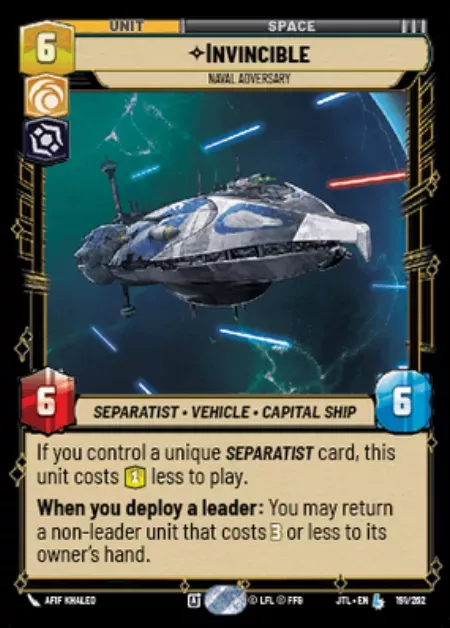 UNIT SPACE
6
INVINCIBLE
NAVAL ADVERSARY
6
6
SEPARATIST • VEHICLE • CAPITAL SHIP
If you control a unique SEPARATIST card, this
unit costs 1 less to play.
When you deploy a leader: You may return
a non-leader unit that costs 3 or less to its
owner's hand.
AFIF KHALED A © LFL © FFG JTL • EN L 191/262